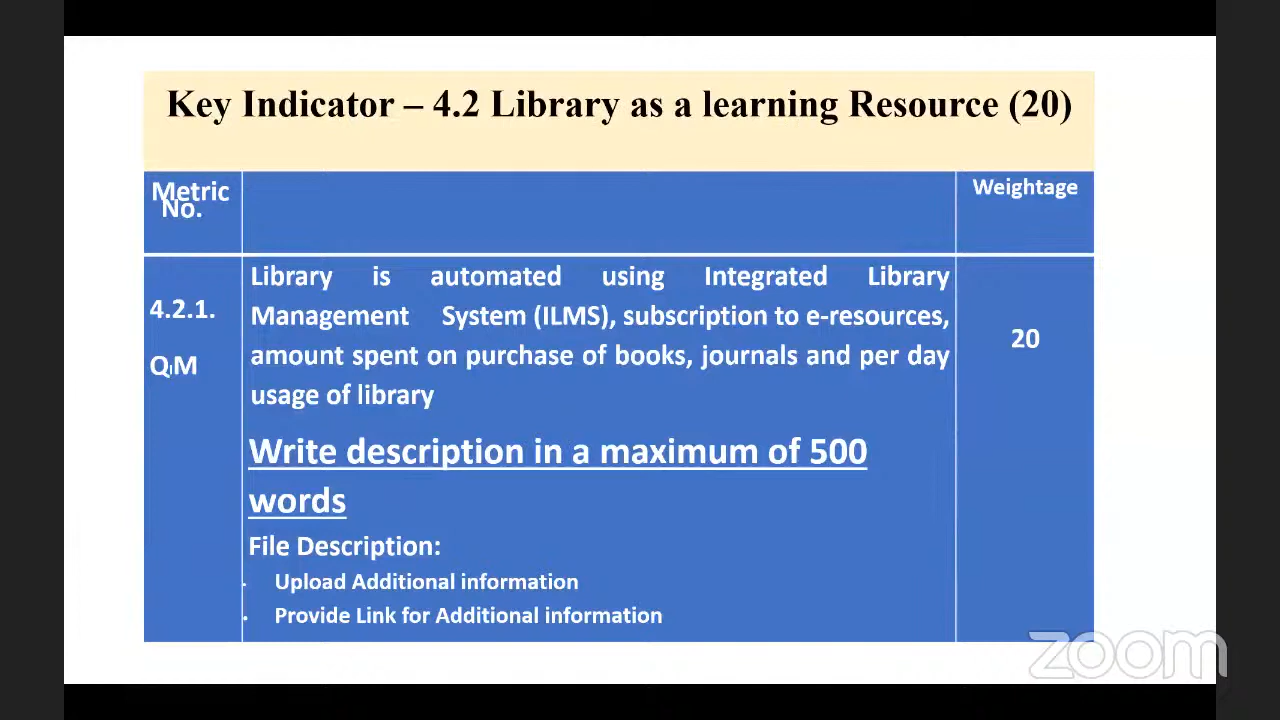 Key Indicator – 4.2 Library as a learning Resource (20)
Metric
No.
Weightage
4.2.1.
QlM
Library is automated using Integrated Library
Management System (ILMS), subscription to e-resources,
amount spent on purchase of books, journals and per day
usage of library
20
Write description in a maximum of 500
words
File Description:
• Upload Additional information
• Provide Link for Additional information
zoom